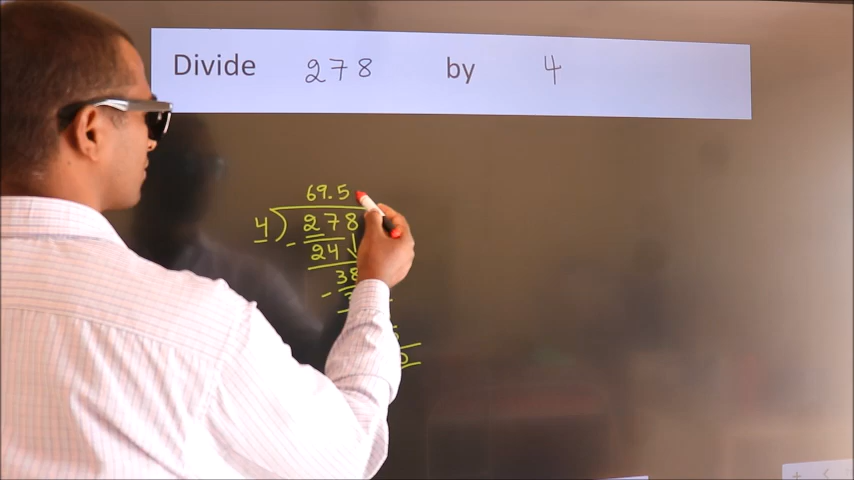 Divide 278 by 4
69.5
4 ) 278
- 24 ↓
38
-